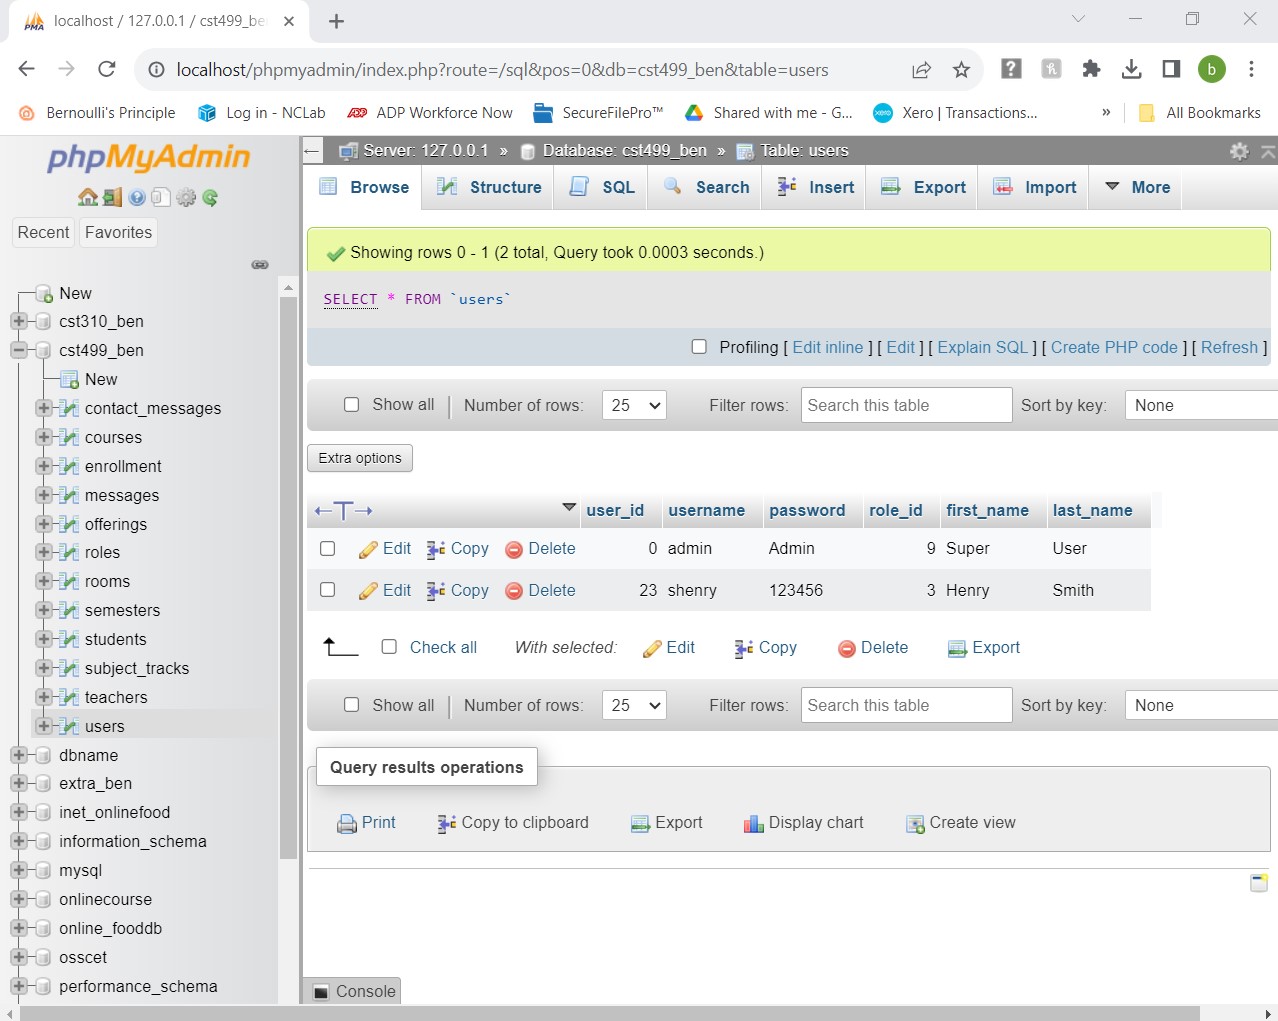 localhost / 127.0.0.1 / cst499_be
localhost/phpmyadmin/index.php?route=/sql&pos=0&db=cst499_ben&table=users
b
Bernoulli's Principle
Log in - NCLab
ADP Workforce Now
SecureFilePro™
Shared with me - G...
Xero | Transactions...
»
All Bookmarks
phpMyAdmin
Recent
Favorites
New
cst310_ben
cst499_ben
New
contact_messages
courses
enrollment
messages
offerings
roles
rooms
semesters
students
subject_tracks
teachers
users
dbname
extra_ben
inet_onlinefood
information_schema
mysql
onlinecourse
online_fooddb
osscet
performance_schema
Server: 127.0.0.1 » Database: cst499_ben » Table: users
Browse Structure SQL Search Insert Export Import More
Showing rows 0 - 1 (2 total, Query took 0.0003 seconds.)
SELECT * FROM `users`
Profiling [ Edit inline ] [ Edit ] [ Explain SQL ] [ Create PHP code ] [ Refresh ]
Show all | Number of rows: 25 Filter rows: Search this table Sort by key: None
Extra options
user_id username password role_id first_name last_name
Edit Copy Delete 0 admin Admin 9 Super User
Edit Copy Delete 23 shenry 123456 3 Henry Smith
Check all With selected: Edit Copy Delete Export
Show all | Number of rows: 25 Filter rows: Search this table Sort by key: None
Query results operations
Print Copy to clipboard Export Display chart Create view
Console